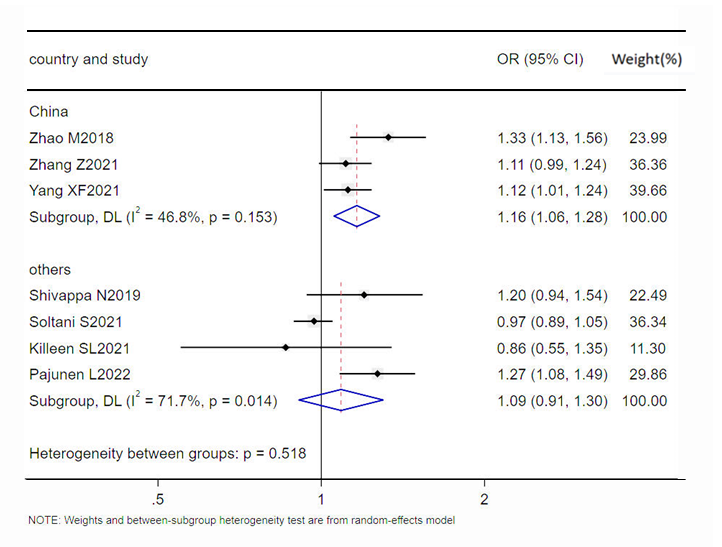 country and study OR (95% CI) Weight(%)
China
Zhao M2018 1.33 (1.13, 1.56) 23.99
Zhang Z2021 1.11 (0.99, 1.24) 36.36
Yang XF2021 1.12 (1.01, 1.24) 39.66
Subgroup, DL (I² = 46.8%, p = 0.153) 1.16 (1.06, 1.28) 100.00
others
Shivappa N2019 1.20 (0.94, 1.54) 22.49
Soltani S2021 0.97 (0.89, 1.05) 36.34
Killeen SL2021 0.86 (0.55, 1.35) 11.30
Pajunen L2022 1.27 (1.08, 1.49) 29.86
Subgroup, DL (I² = 71.7%, p = 0.014) 1.09 (0.91, 1.30) 100.00
Heterogeneity between groups: p = 0.518
.5 1 2
NOTE: Weights and between-subgroup heterogeneity test are from random-effects model